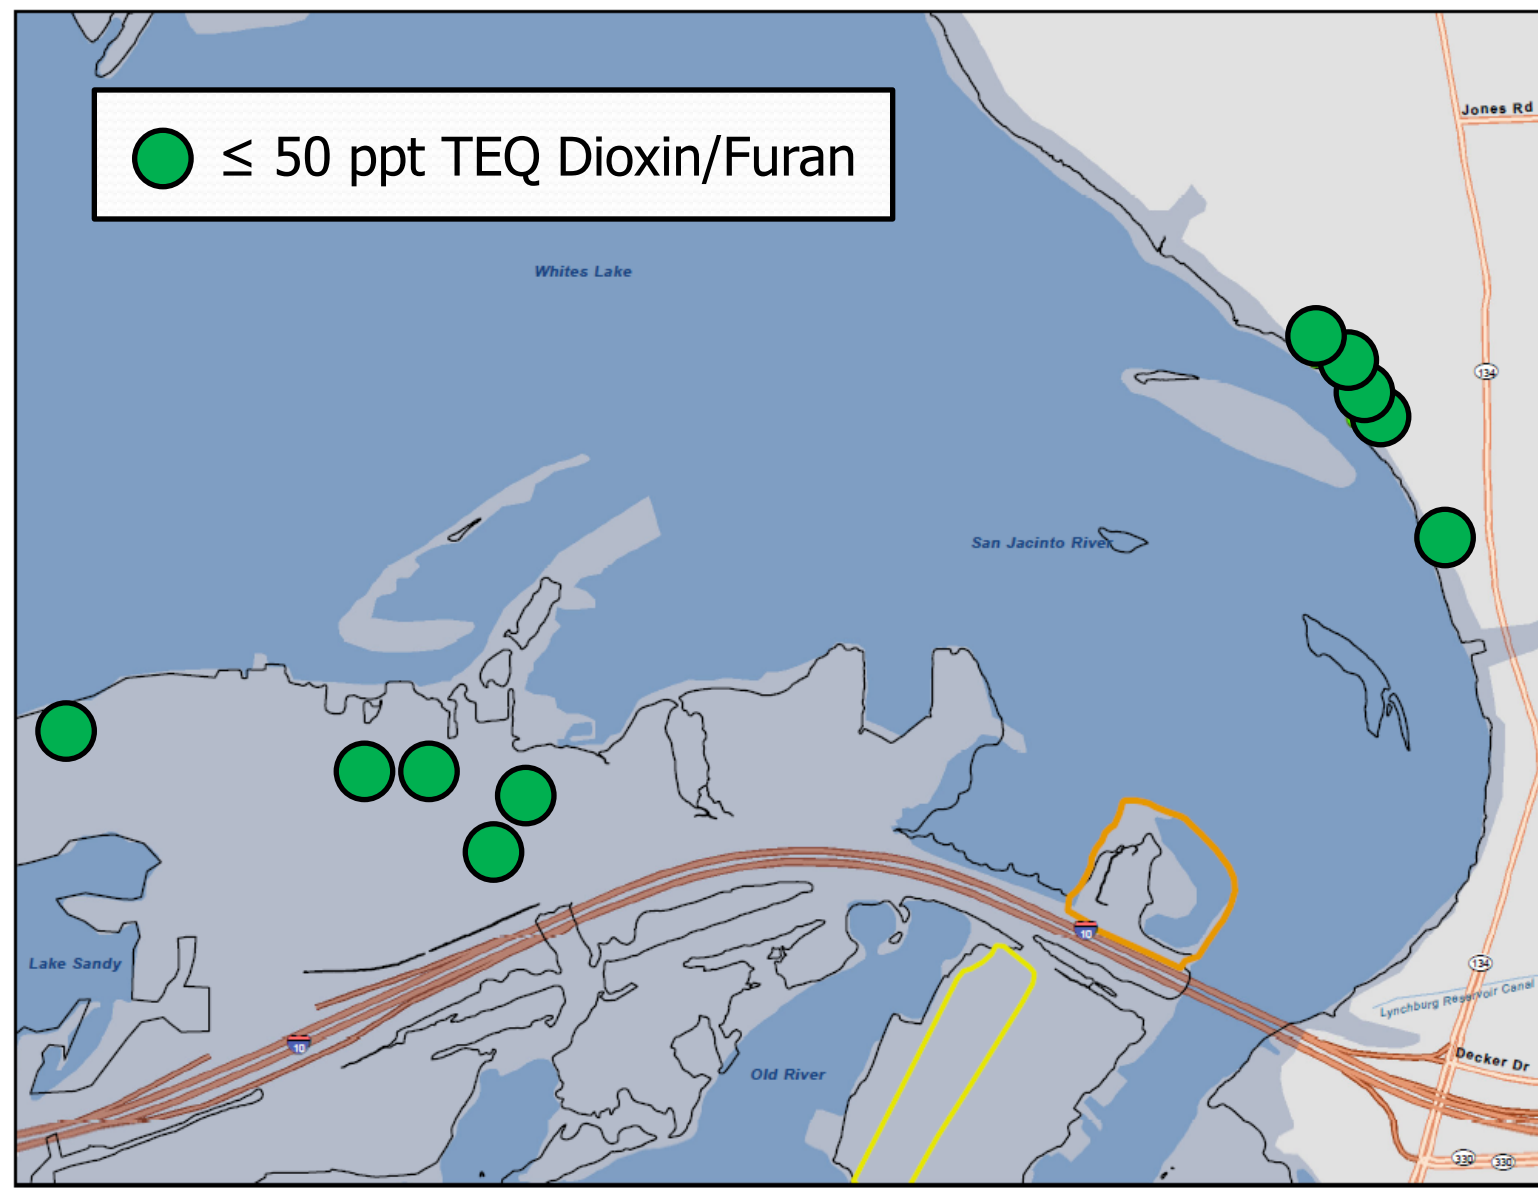 ≤ 50 ppt TEQ Dioxin/Furan
Jones Rd
Whites Lake
134
San Jacinto River
10
Lake Sandy
134
Lynchburg Reservoir Canal
10
Old River
Decker Dr
330
330